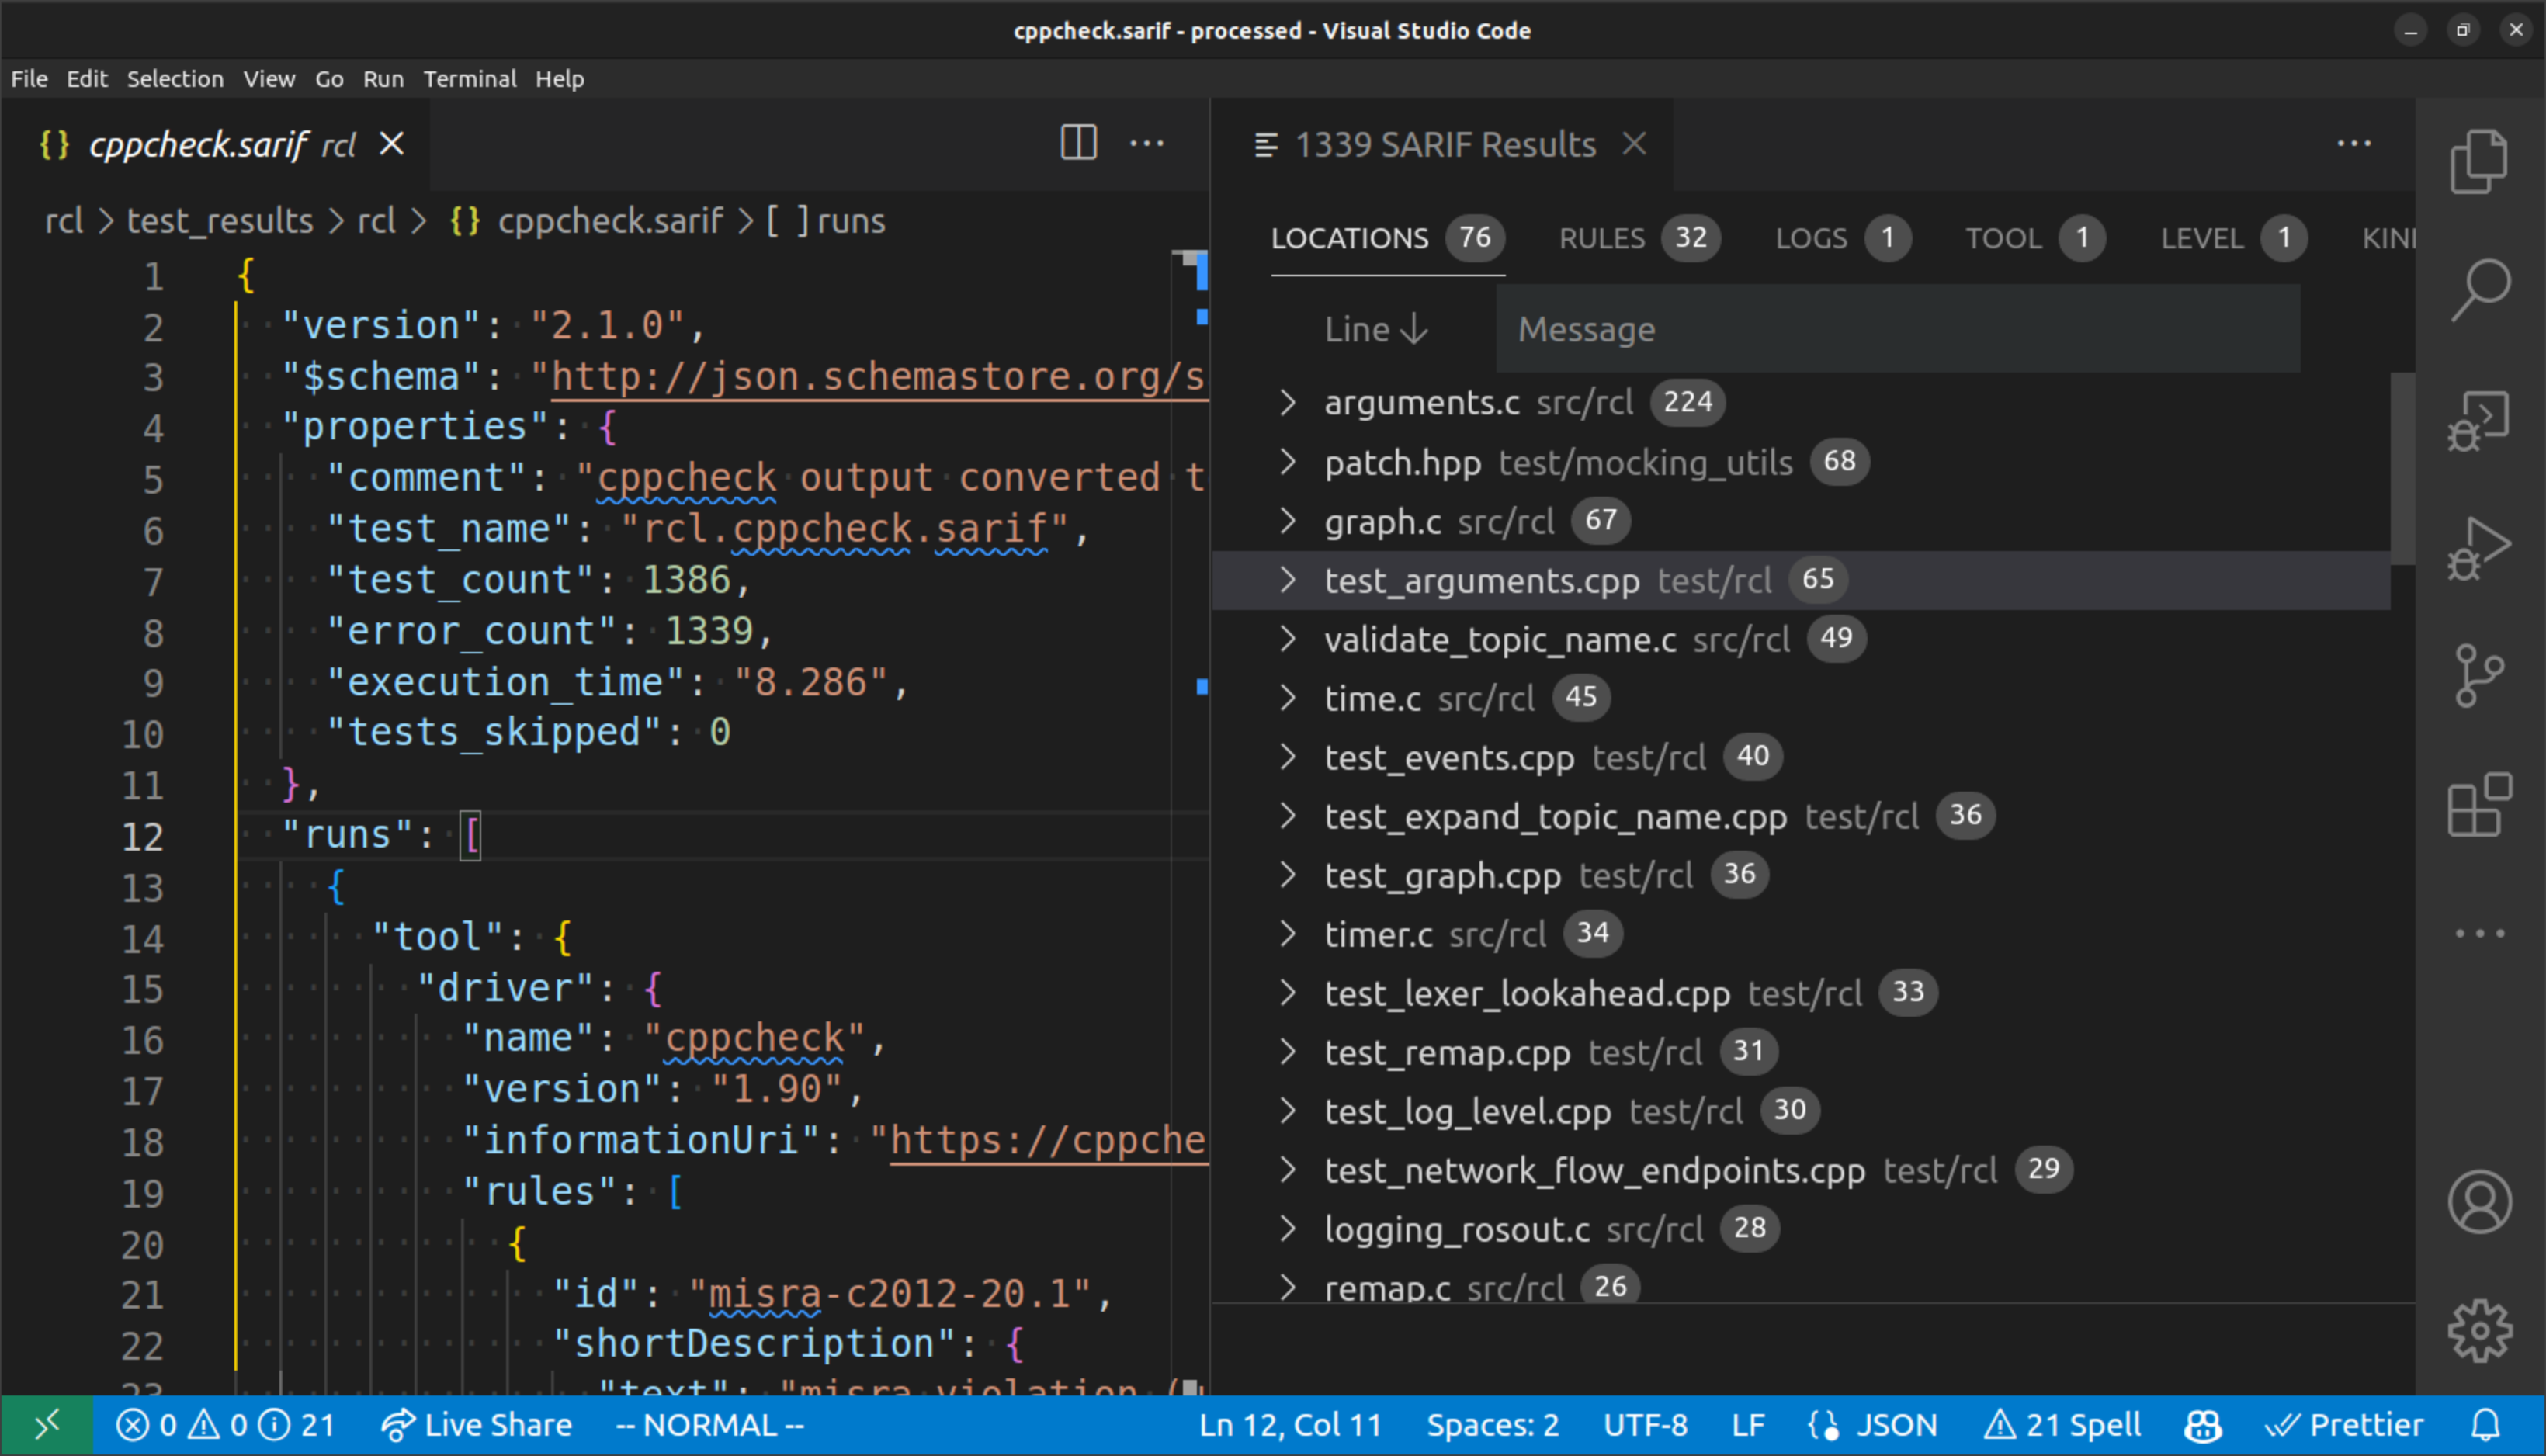 cppcheck.sarif - processed - Visual Studio Code
File Edit Selection View Go Run Terminal Help
{} cppcheck.sarif rcl
rcl > test_results > rcl > {} cppcheck.sarif > [ ] runs
1 {
2 "version": "2.1.0",
3 "$schema": "http://json.schemastore.org/s
4 "properties": {
5 "comment": "cppcheck output converted t
6 "test_name": "rcl.cppcheck.sarif",
7 "test_count": 1386,
8 "error_count": 1339,
9 "execution_time": "8.286",
10 "tests_skipped": 0
11 },
12 "runs": [
13 {
14 "tool": {
15 "driver": {
16 "name": "cppcheck",
17 "version": "1.90",
18 "informationUri": "https://cppche
19 "rules": [
20 {
21 "id": "misra-c2012-20.1",
22 "shortDescription": {
23 "text": "misra violation (
1339 SARIF Results
LOCATIONS 76 RULES 32 LOGS 1 TOOL 1 LEVEL 1 KIN
Line Message
arguments.c src/rcl 224
patch.hpp test/mocking_utils 68
graph.c src/rcl 67
test_arguments.cpp test/rcl 65
validate_topic_name.c src/rcl 49
time.c src/rcl 45
test_events.cpp test/rcl 40
test_expand_topic_name.cpp test/rcl 36
test_graph.cpp test/rcl 36
timer.c src/rcl 34
test_lexer_lookahead.cpp test/rcl 33
test_remap.cpp test/rcl 31
test_log_level.cpp test/rcl 30
test_network_flow_endpoints.cpp test/rcl 29
logging_rosout.c src/rcl 28
remap.c src/rcl 26
0 0 21 Live Share -- NORMAL -- Ln 12, Col 11 Spaces: 2 UTF-8 LF {} JSON 21 Spell Prettier